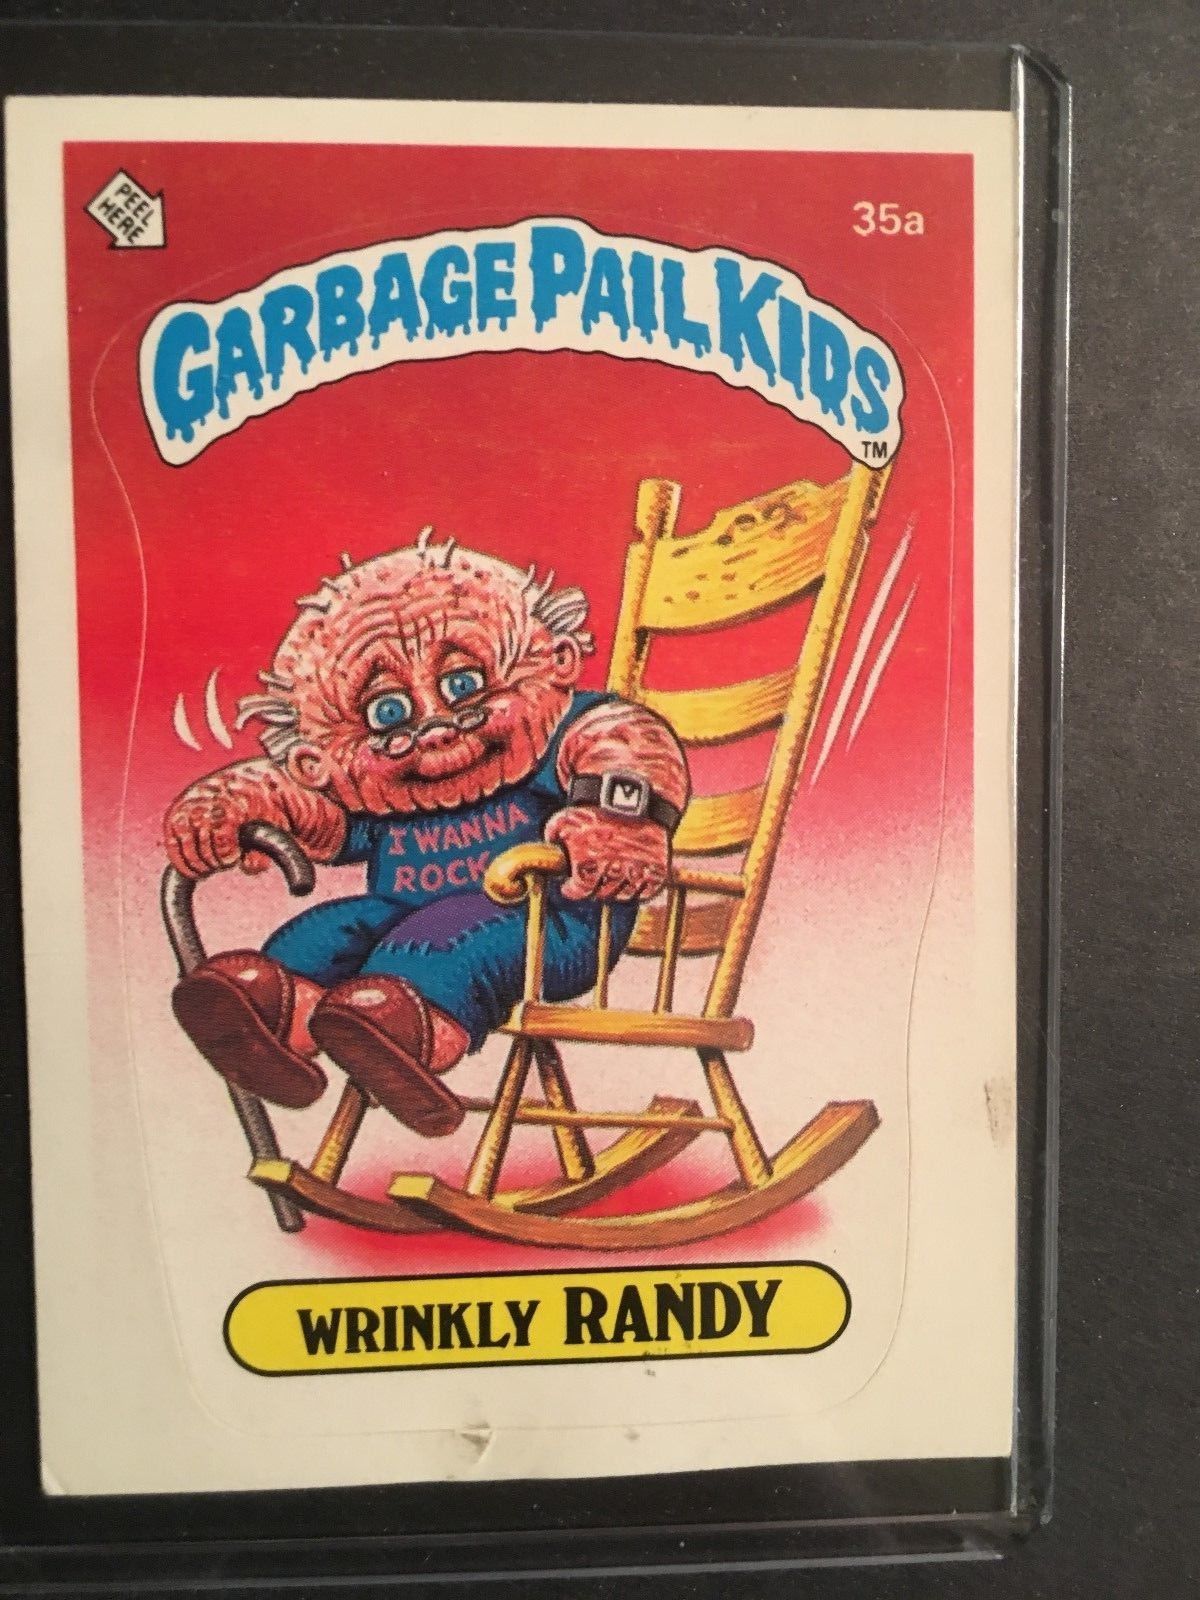 PEEL
HERE
35a
GARBAGE PAIL KIDS
TM
I WANNA
ROCK
WRINKLY RANDY